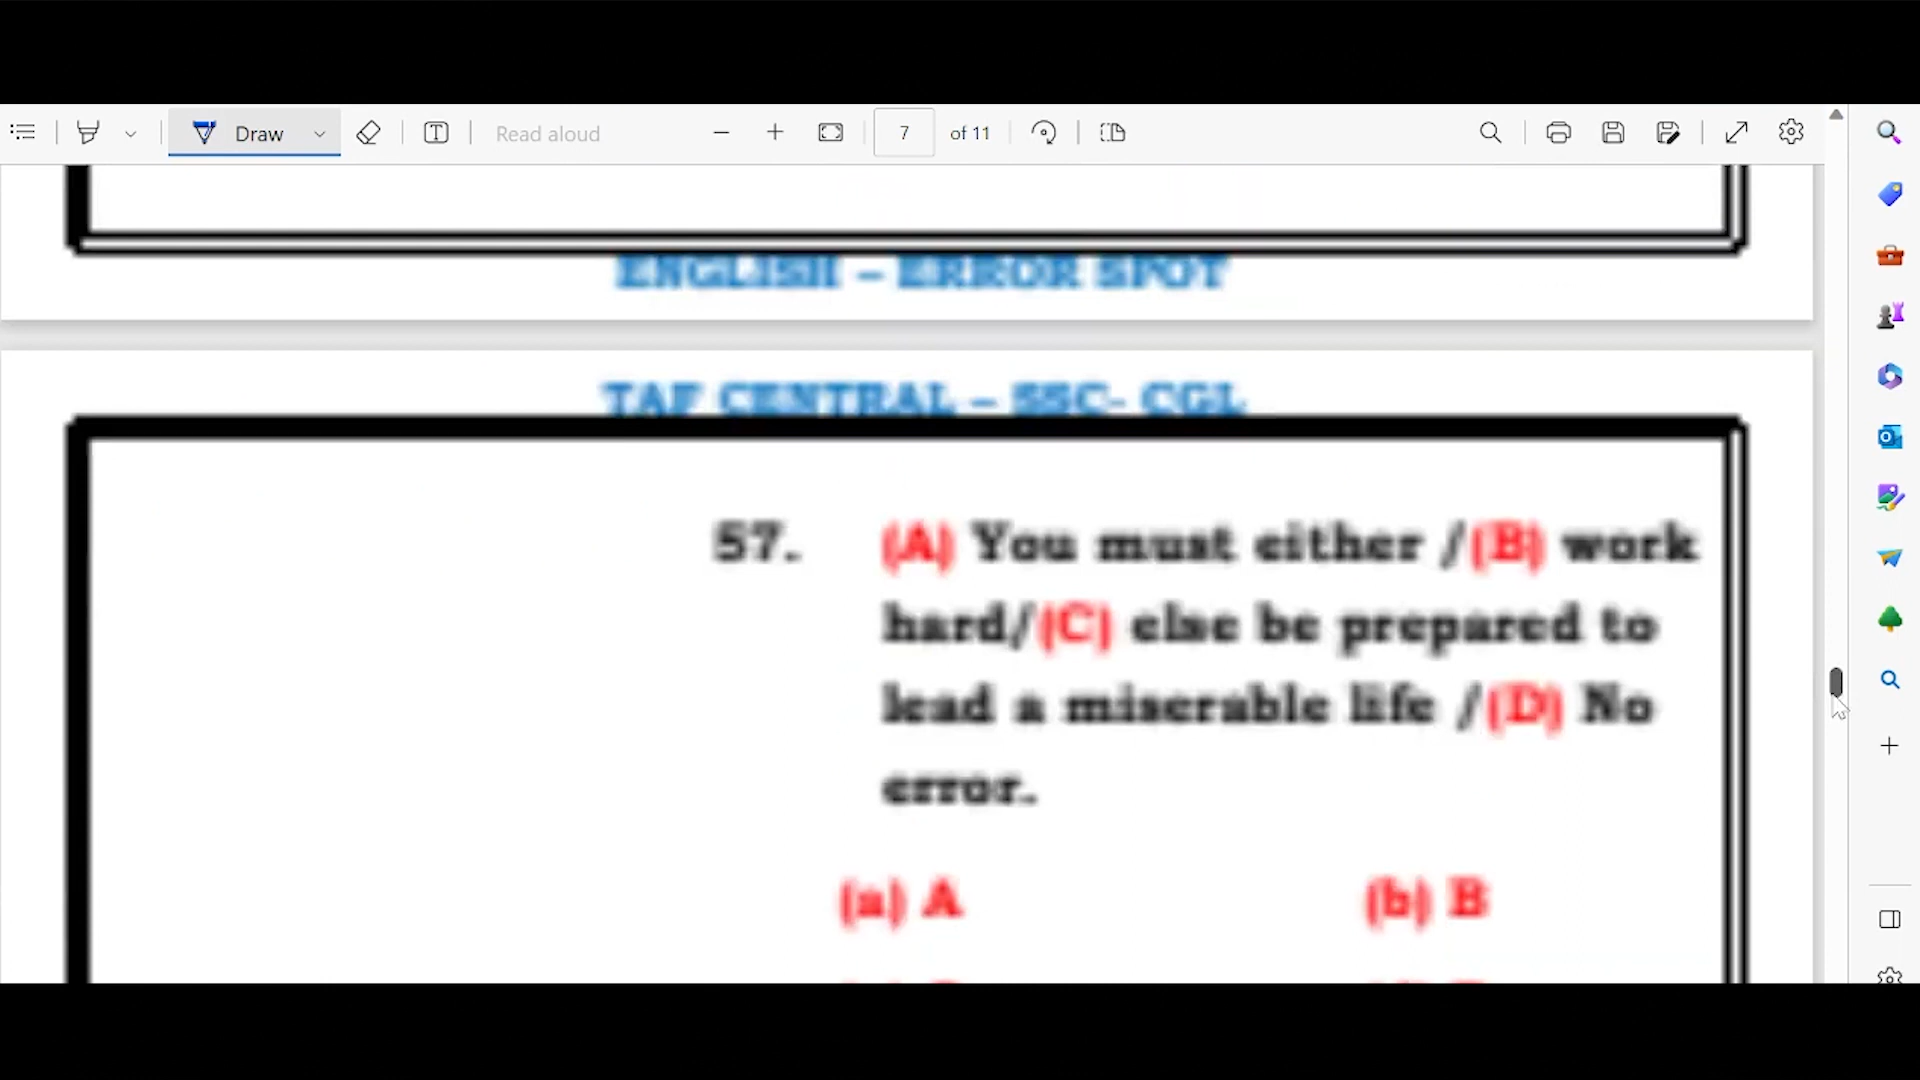 Draw
Read aloud
7
of 11
ENGLISH – ERROR SPOT
TAF CENTRAL – SSC- CGL
57. (A) You must either /(B) work
hard/(C) else be prepared to
lead a miserable life /(D) No
error.
(a) A (b) B